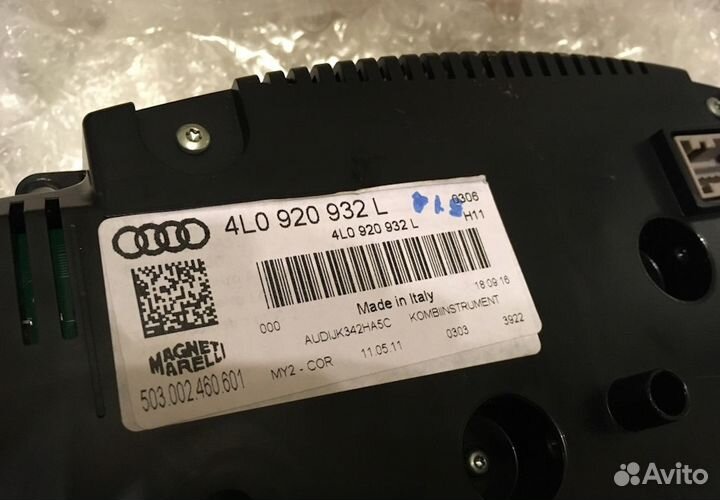 4L0 920 932 L
0306
4L0 920 932 L
H11
000
Made in Italy
18:09:16
AUDIJK342HA5C KOMBIINSTRUMENT
MAGNETI MARELLI
MY2 - COR 11.05.11 0303 3922
503.002.460.601
Avito